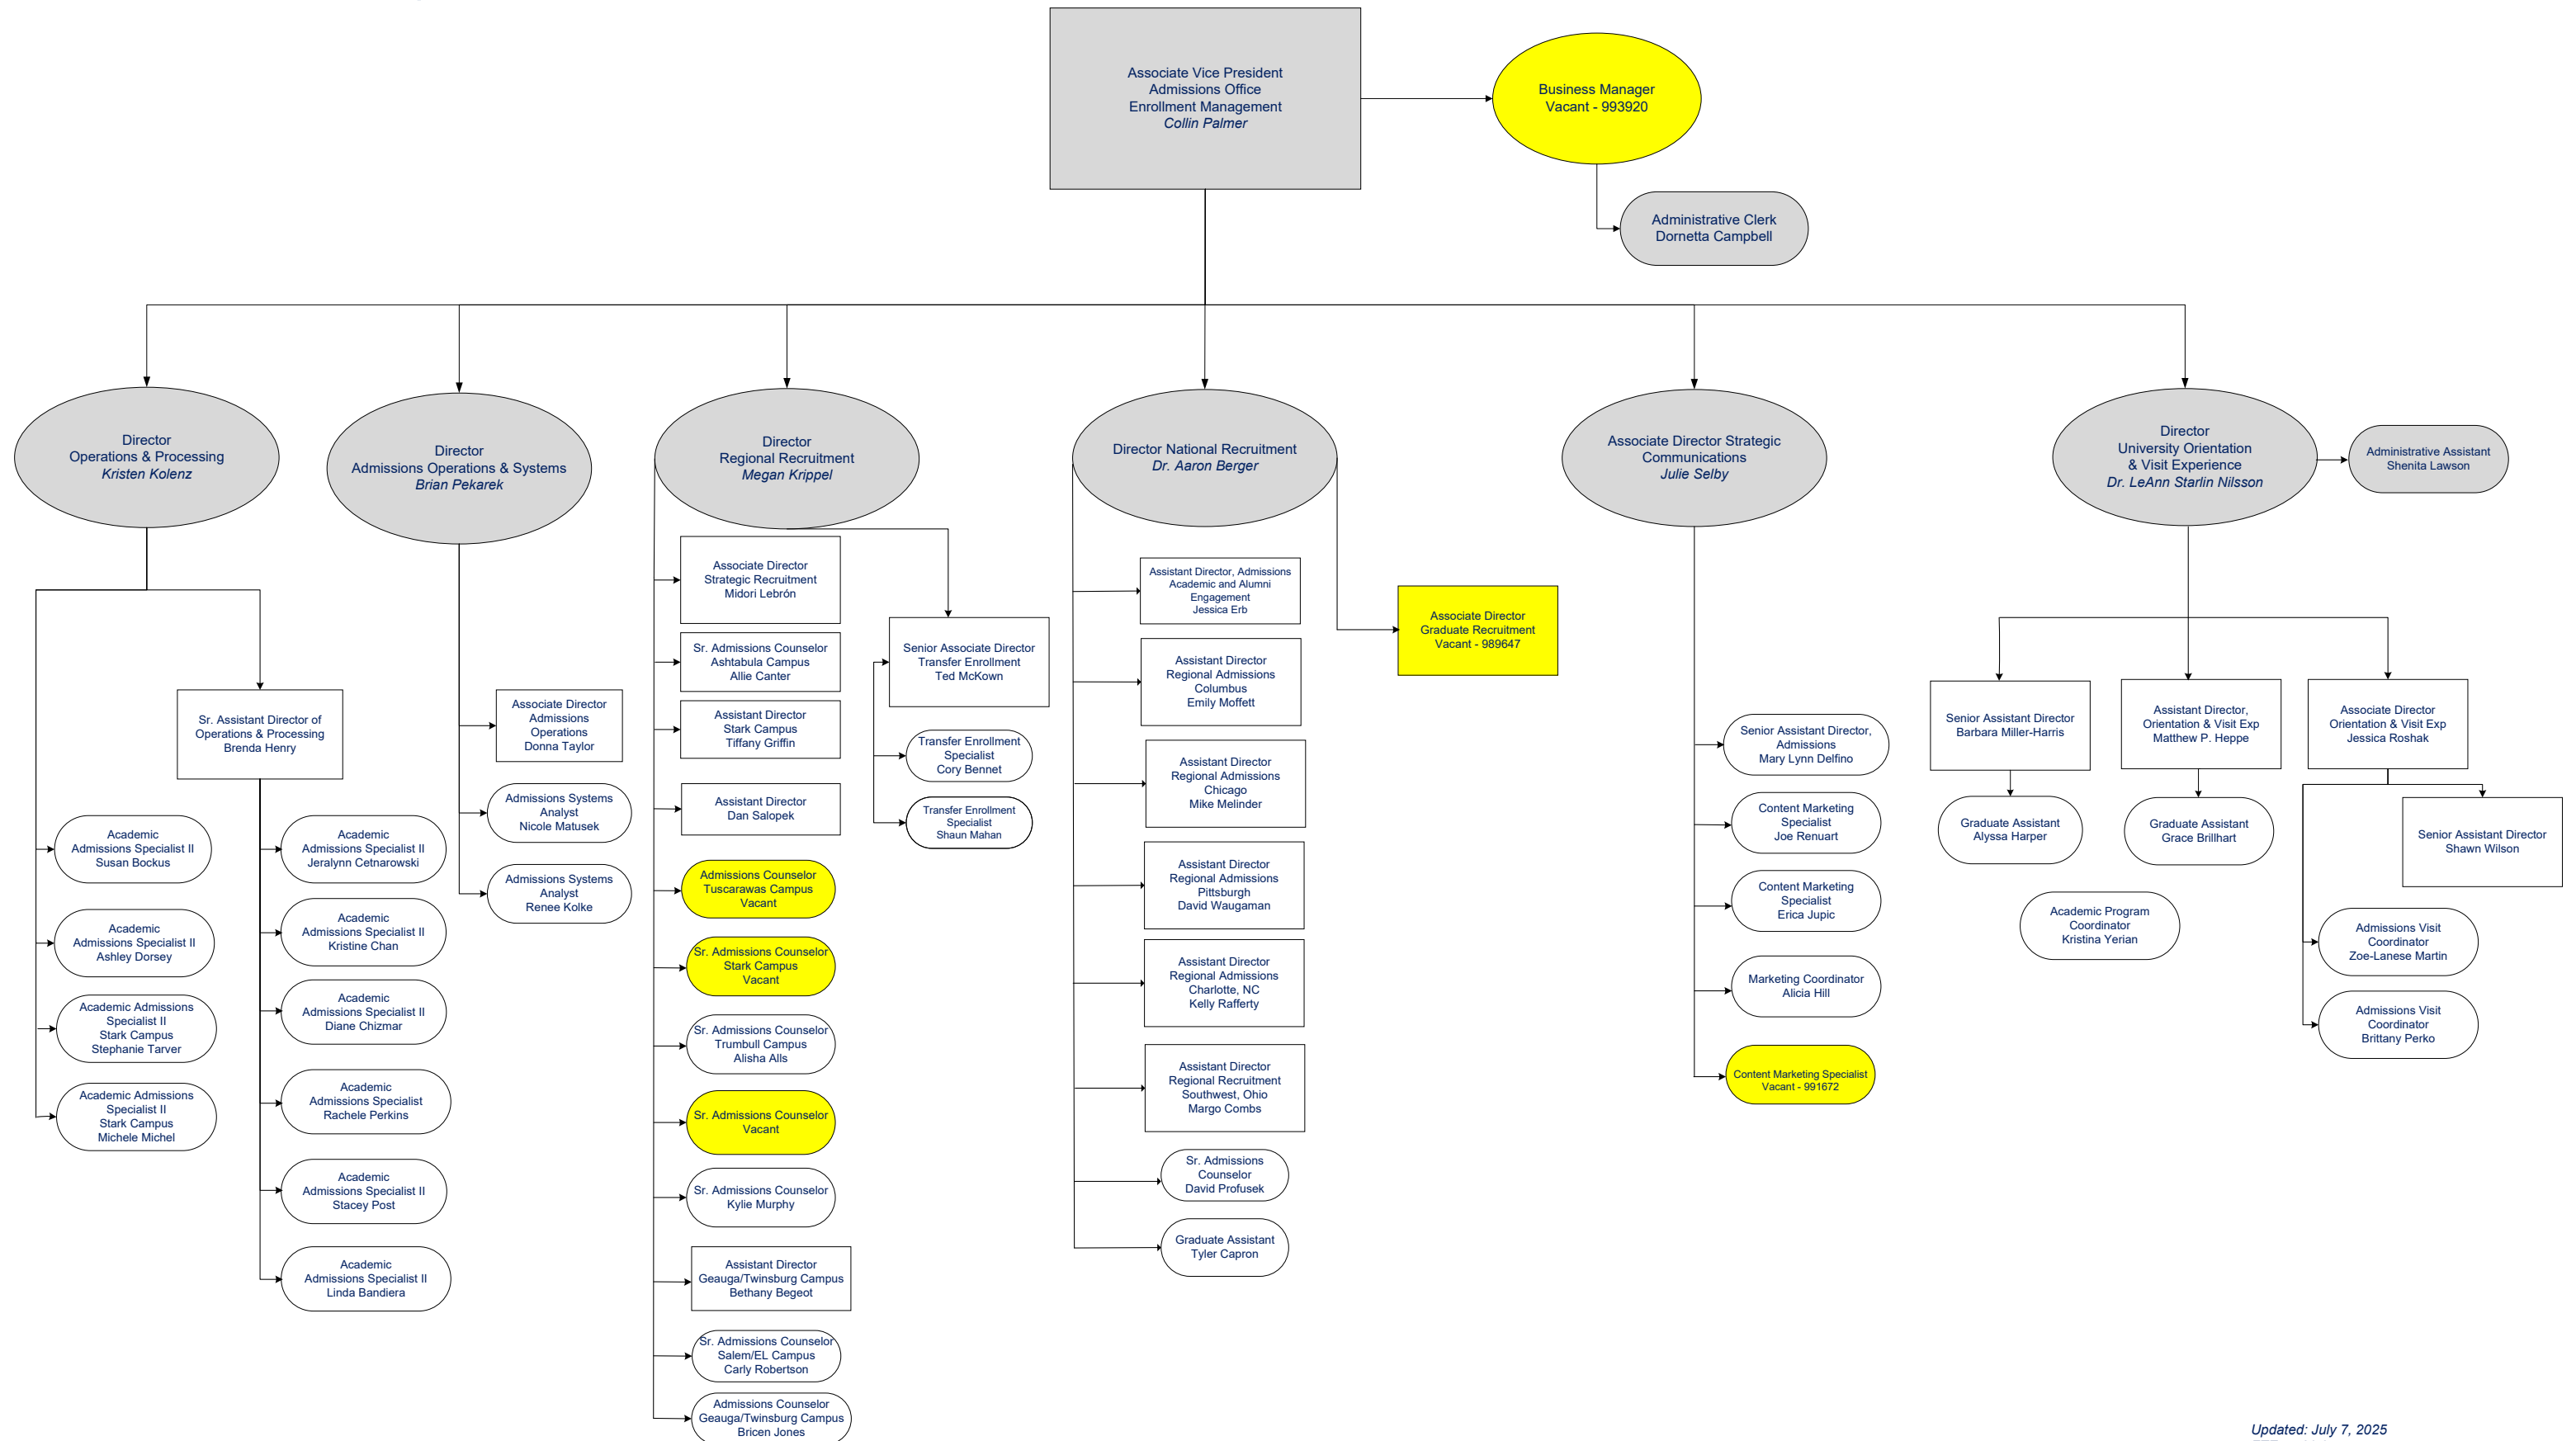 Associate Vice President
Admissions Office
Enrollment Management
Collin Palmer
Business Manager
Vacant - 993920
Administrative Clerk
Dornetta Campbell
Director
Operations & Processing
Kristen Kolenz
Director
Admissions Operations & Systems
Brian Pekarek
Director
Regional Recruitment
Megan Krippel
Director National Recruitment
Dr. Aaron Berger
Associate Director Strategic
Communications
Julie Selby
Director
University Orientation
& Visit Experience
Dr. LeAnn Starlin Nilsson
Administrative Assistant
Shenita Lawson
Sr. Assistant Director of
Operations & Processing
Brenda Henry
Academic
Admissions Specialist II
Susan Bockus
Academic
Admissions Specialist II
Ashley Dorsey
Academic Admissions
Specialist II
Stark Campus
Stephanie Tarver
Academic Admissions
Specialist II
Stark Campus
Michele Michel
Academic
Admissions Specialist II
Jeralynn Cetnarowski
Academic
Admissions Specialist II
Kristine Chan
Academic
Admissions Specialist II
Diane Chizmar
Academic
Admissions Specialist
Rachele Perkins
Academic
Admissions Specialist II
Stacey Post
Academic
Admissions Specialist II
Linda Bandiera
Associate Director
Admissions
Operations
Donna Taylor
Admissions Systems
Analyst
Nicole Matusek
Admissions Systems
Analyst
Renee Kolke
Associate Director
Strategic Recruitment
Midori Lebrón
Sr. Admissions Counselor
Ashtabula Campus
Allie Canter
Assistant Director
Stark Campus
Tiffany Griffin
Assistant Director
Dan Salopek
Admissions Counselor
Tuscarawas Campus
Vacant
Sr. Admissions Counselor
Stark Campus
Vacant
Sr. Admissions Counselor
Trumbull Campus
Alisha Alls
Sr. Admissions Counselor
Vacant
Sr. Admissions Counselor
Kylie Murphy
Assistant Director
Geauga/Twinsburg Campus
Bethany Begeot
Sr. Admissions Counselor
Salem/EL Campus
Carly Robertson
Admissions Counselor
Geauga/Twinsburg Campus
Bricen Jones
Senior Associate Director
Transfer Enrollment
Ted McKown
Transfer Enrollment
Specialist
Cory Bennet
Transfer Enrollment
Specialist
Shaun Mahan
Assistant Director, Admissions
Academic and Alumni
Engagement
Jessica Erb
Assistant Director
Regional Admissions
Columbus
Emily Moffett
Assistant Director
Regional Admissions
Chicago
Mike Melinder
Assistant Director
Regional Admissions
Pittsburgh
David Waugaman
Assistant Director
Regional Admissions
Charlotte, NC
Kelly Rafferty
Assistant Director
Regional Recruitment
Southwest, Ohio
Margo Combs
Sr. Admissions
Counselor
David Profusek
Graduate Assistant
Tyler Capron
Associate Director
Graduate Recruitment
Vacant - 989647
Senior Assistant Director,
Admissions
Mary Lynn Delfino
Content Marketing
Specialist
Joe Renuart
Content Marketing
Specialist
Erica Jupic
Marketing Coordinator
Alicia Hill
Content Marketing Specialist
Vacant - 991672
Senior Assistant Director
Barbara Miller-Harris
Graduate Assistant
Alyssa Harper
Assistant Director,
Orientation & Visit Exp
Matthew P. Heppe
Graduate Assistant
Grace Brillhart
Academic Program
Coordinator
Kristina Yerian
Associate Director
Orientation & Visit Exp
Jessica Roshak
Senior Assistant Director
Shawn Wilson
Admissions Visit
Coordinator
Zoe-Lanese Martin
Admissions Visit
Coordinator
Brittany Perko
Updated: July 7, 2025